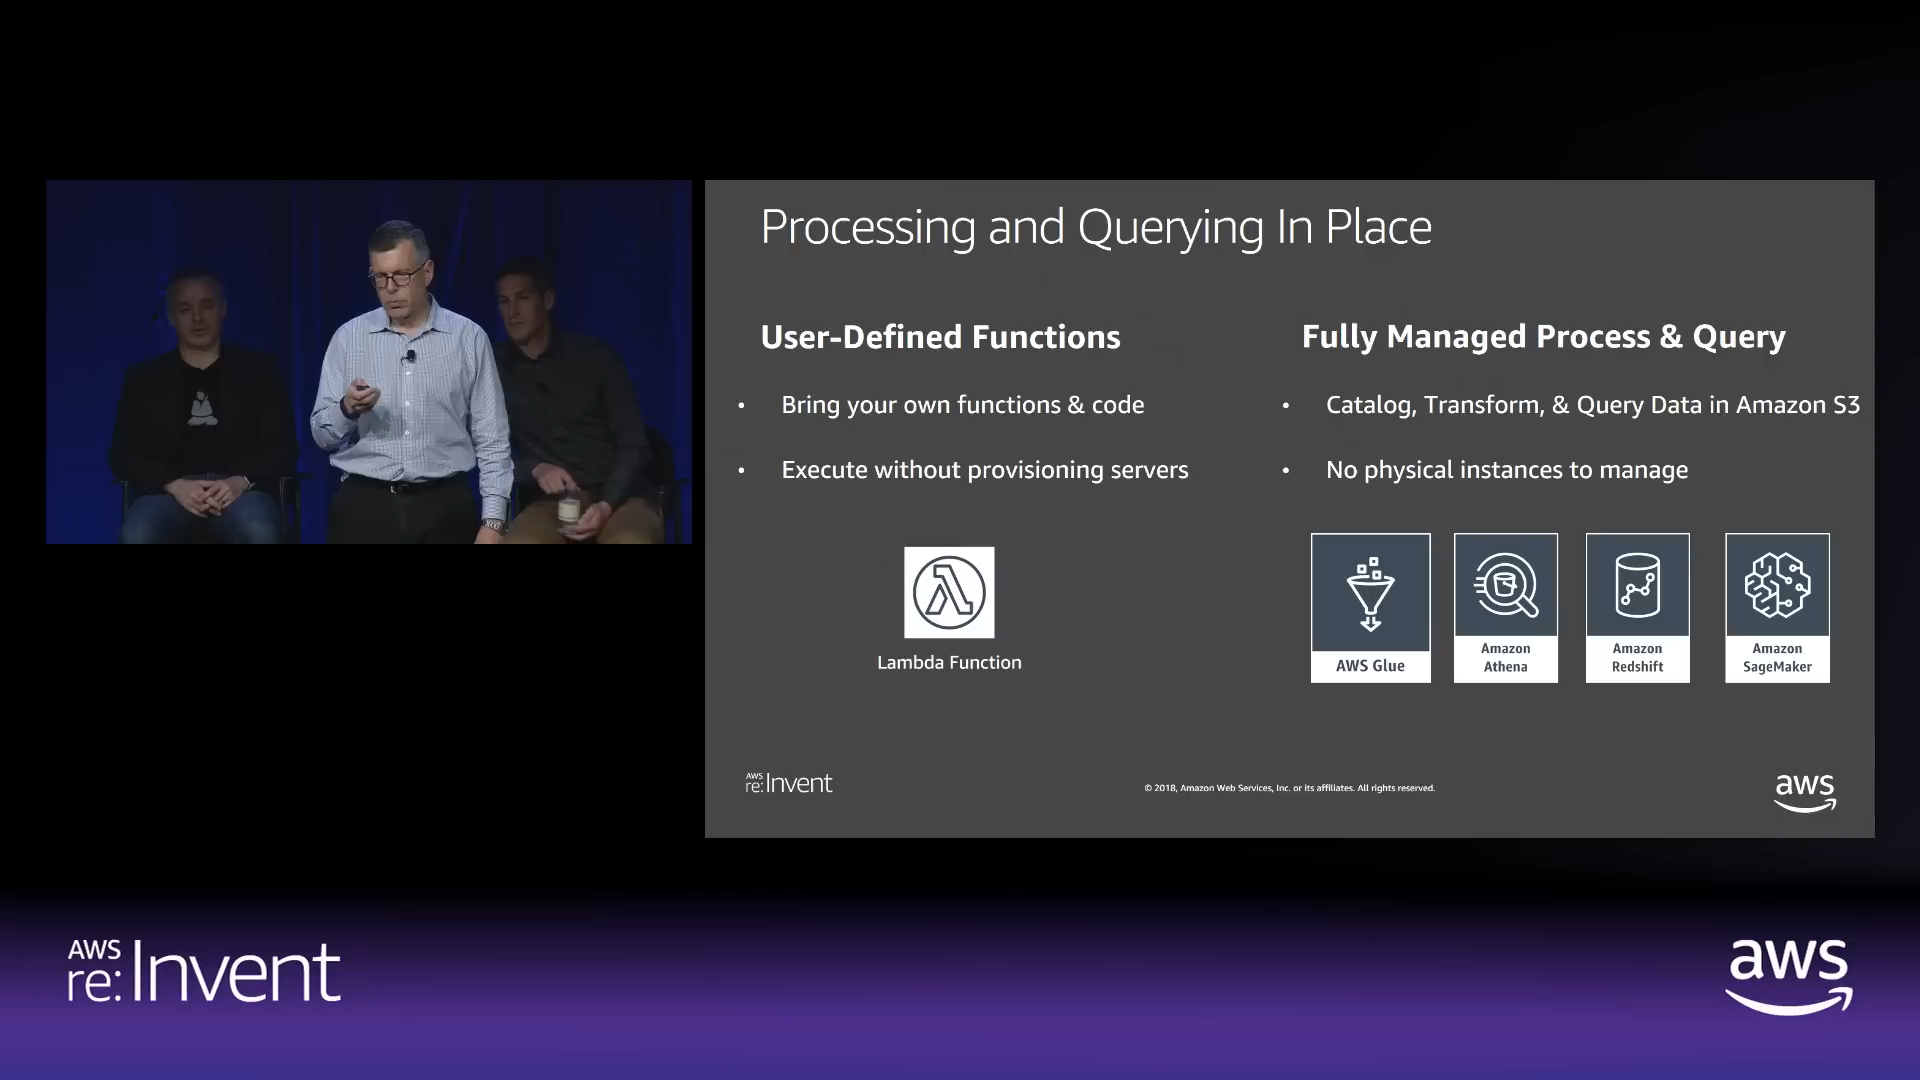 Processing and Querying In Place
User-Defined Functions
• Bring your own functions & code
• Execute without provisioning servers
Lambda Function
Fully Managed Process & Query
• Catalog, Transform, & Query Data in Amazon S3
• No physical instances to manage
AWS Glue
Amazon
Athena
Amazon
Redshift
Amazon
SageMaker
AWS
re:Invent
© 2018, Amazon Web Services, Inc. or its affiliates. All rights reserved.
aws
AWS
re:Invent
aws